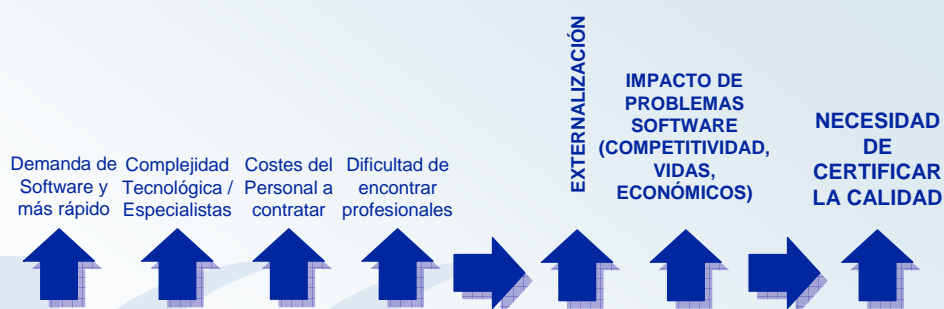 Demanda de
Software y
más rápido
Complejidad
Tecnológica /
Especialistas
Costes del
Personal a
contratar
Dificultad de
encontrar
profesionales
EXTERNALIZACIÓN
IMPACTO DE
PROBLEMAS
SOFTWARE
(COMPETITIVIDAD,
VIDAS,
ECONÓMICOS)
NECESIDAD
DE
CERTIFICAR
LA CALIDAD